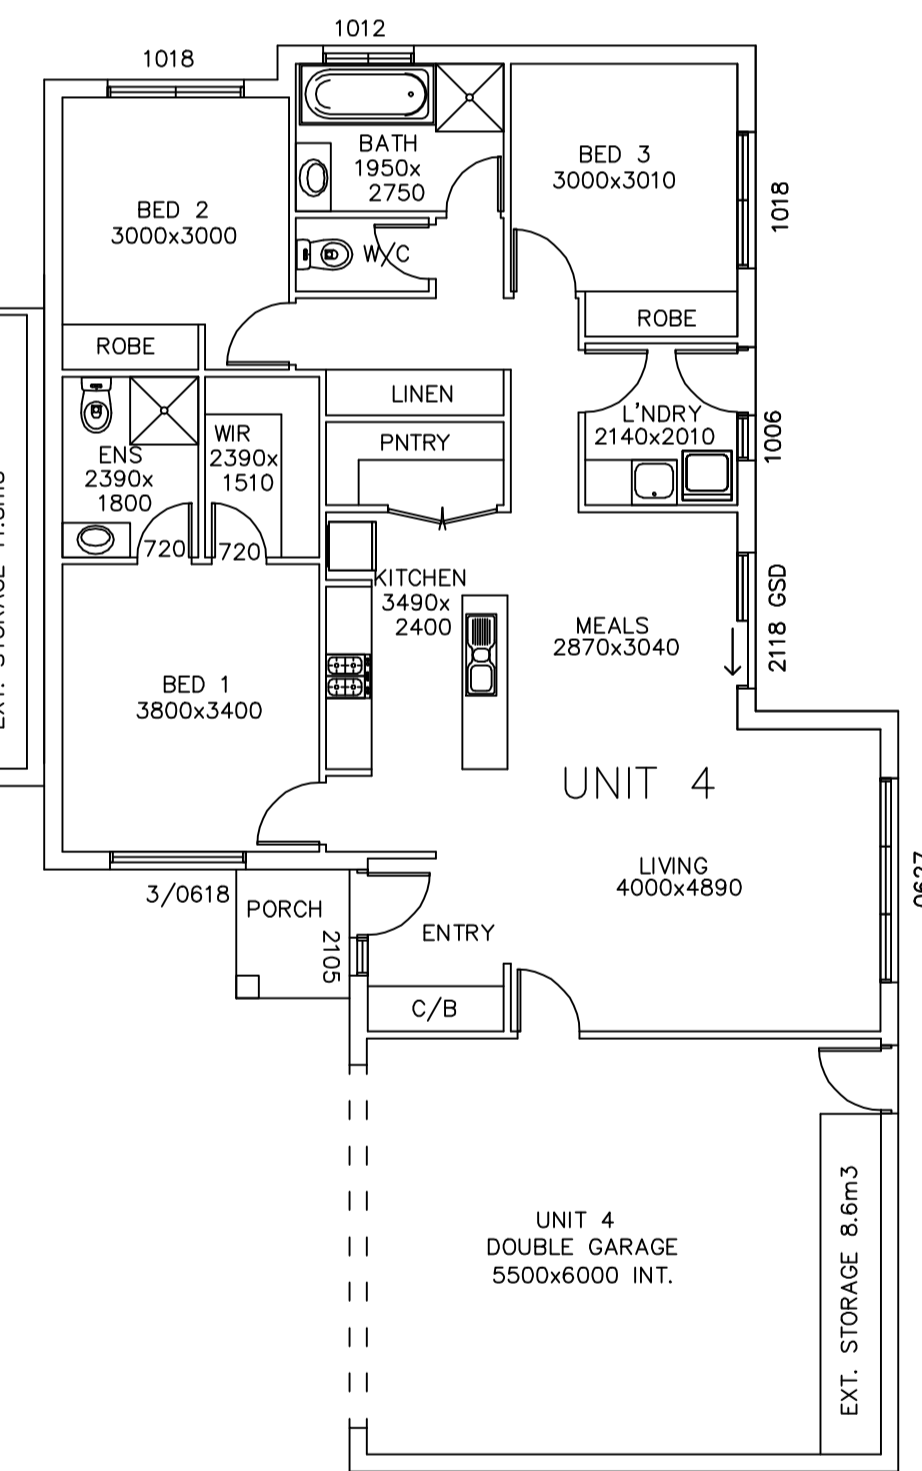 1012
1018
BATH
1950x
2750
BED 3
3000x3010
1018
BED 2
3000x3000
W/C
ROBE
ROBE
LINEN
L'NDRY
2140x2010
1006
PNTRY
WIR
2390x
1510
ENS
2390x
1800
720
720
KITCHEN
3490x
2400
MEALS
2870x3040
2118 GSD
BED 1
3800x3400
UNIT 4
LIVING
4000x4890
3/0618
PORCH
2105
ENTRY
C/B
UNIT 4
DOUBLE GARAGE
5500x6000 INT.
EXT. STORAGE 8.6m3